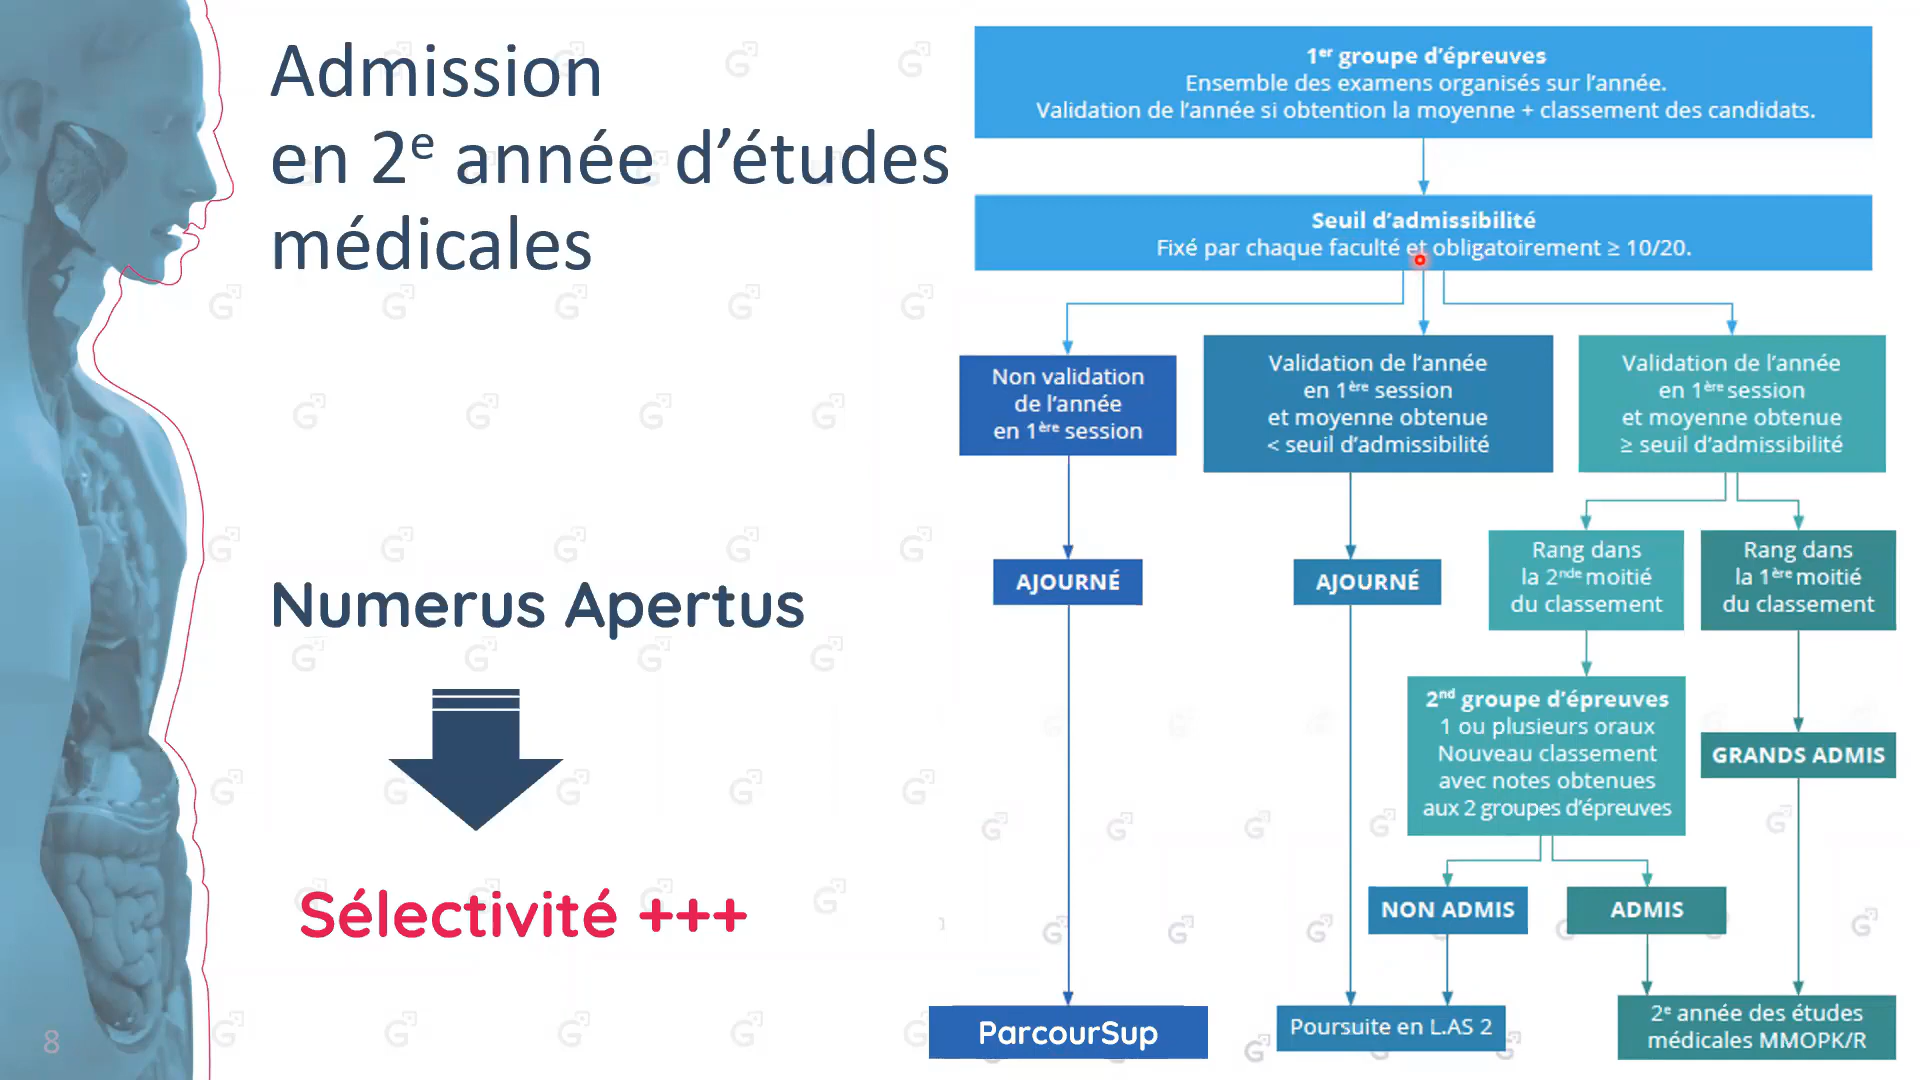 Admission
en 2e année d’études
médicales
Numerus Apertus
Sélectivité +++
8
1er groupe d’épreuves
Ensemble des examens organisés sur l’année.
Validation de l’année si obtention la moyenne + classement des candidats.
Seuil d’admissibilité
Fixé par chaque faculté et obligatoirement ≥ 10/20.
Non validation
de l’année
en 1ère session
Validation de l’année
en 1ère session
et moyenne obtenue
< seuil d’admissibilité
Validation de l’année
en 1ère session
et moyenne obtenue
≥ seuil d’admissibilité
AJOURNÉ
AJOURNÉ
Rang dans
la 2nde moitié
du classement
Rang dans
la 1ère moitié
du classement
2nd groupe d’épreuves
1 ou plusieurs oraux
Nouveau classement
avec notes obtenues
aux 2 groupes d’épreuves
GRANDS ADMIS
NON ADMIS
ADMIS
ParcourSup
Poursuite en L.AS 2
2e année des études
médicales MMOPK/R